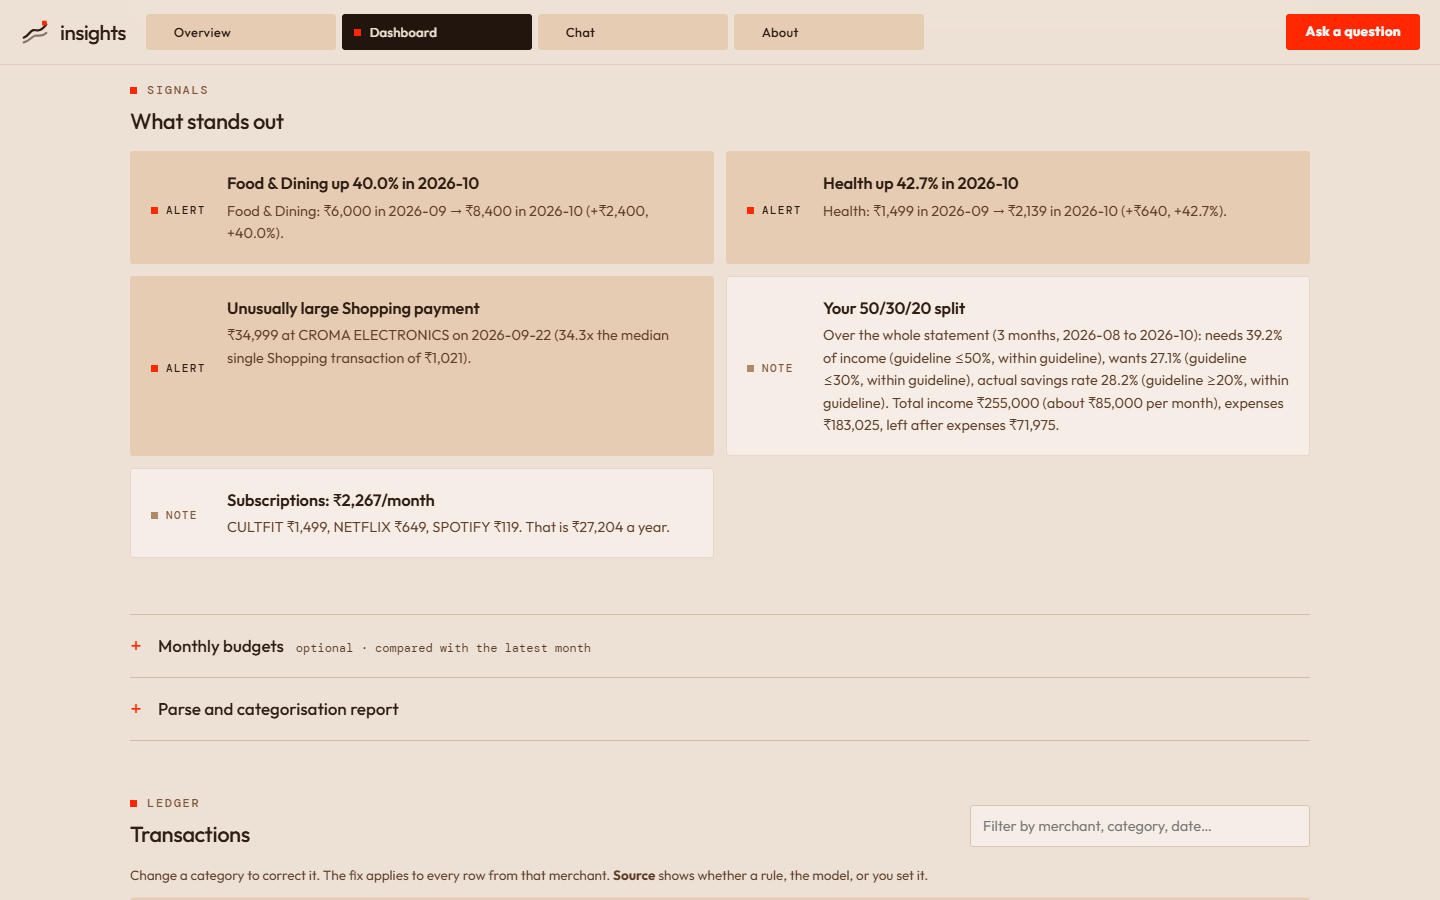 insights
Overview
Dashboard
Chat
About
Ask a question
SIGNALS
What stands out
ALERT
Food & Dining up 40.0% in 2026-10
Food & Dining: ₹6,000 in 2026-09 → ₹8,400 in 2026-10 (+₹2,400,
+40.0%).
ALERT
Health up 42.7% in 2026-10
Health: ₹1,499 in 2026-09 → ₹2,139 in 2026-10 (+₹640, +42.7%).
ALERT
Unusually large Shopping payment
₹34,999 at CROMA ELECTRONICS on 2026-09-22 (34.3x the median
single Shopping transaction of ₹1,021).
NOTE
Your 50/30/20 split
Over the whole statement (3 months, 2026-08 to 2026-10): needs 39.2%
of income (guideline ≤50%, within guideline), wants 27.1% (guideline
≤30%, within guideline), actual savings rate 28.2% (guideline ≥20%, within
guideline). Total income ₹255,000 (about ₹85,000 per month), expenses
₹183,025, left after expenses ₹71,975.
NOTE
Subscriptions: ₹2,267/month
CULTFIT ₹1,499, NETFLIX ₹649, SPOTIFY ₹119. That is ₹27,204 a year.
+ Monthly budgets optional · compared with the latest month
+ Parse and categorisation report
LEDGER
Transactions
Filter by merchant, category, date...
Change a category to correct it. The fix applies to every row from that merchant. Source shows whether a rule, the model, or you set it.